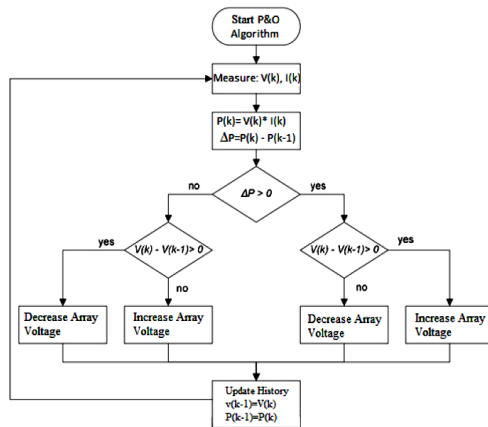 Start P&O
Algorithm
Measure: V(k), I(k)
P(k)= V(k)* I(k)
ΔP=P(k) - P(k-1)
no
ΔP > 0
yes
yes
V(k) - V(k-1)> 0
V(k) - V(k-1)> 0
yes
no
no
Decrease Array
Voltage
Increase Array
Voltage
Decrease Array
Voltage
Increase Array
Voltage
Update History
v(k-1)=V(k)
P(k-1)=P(k)